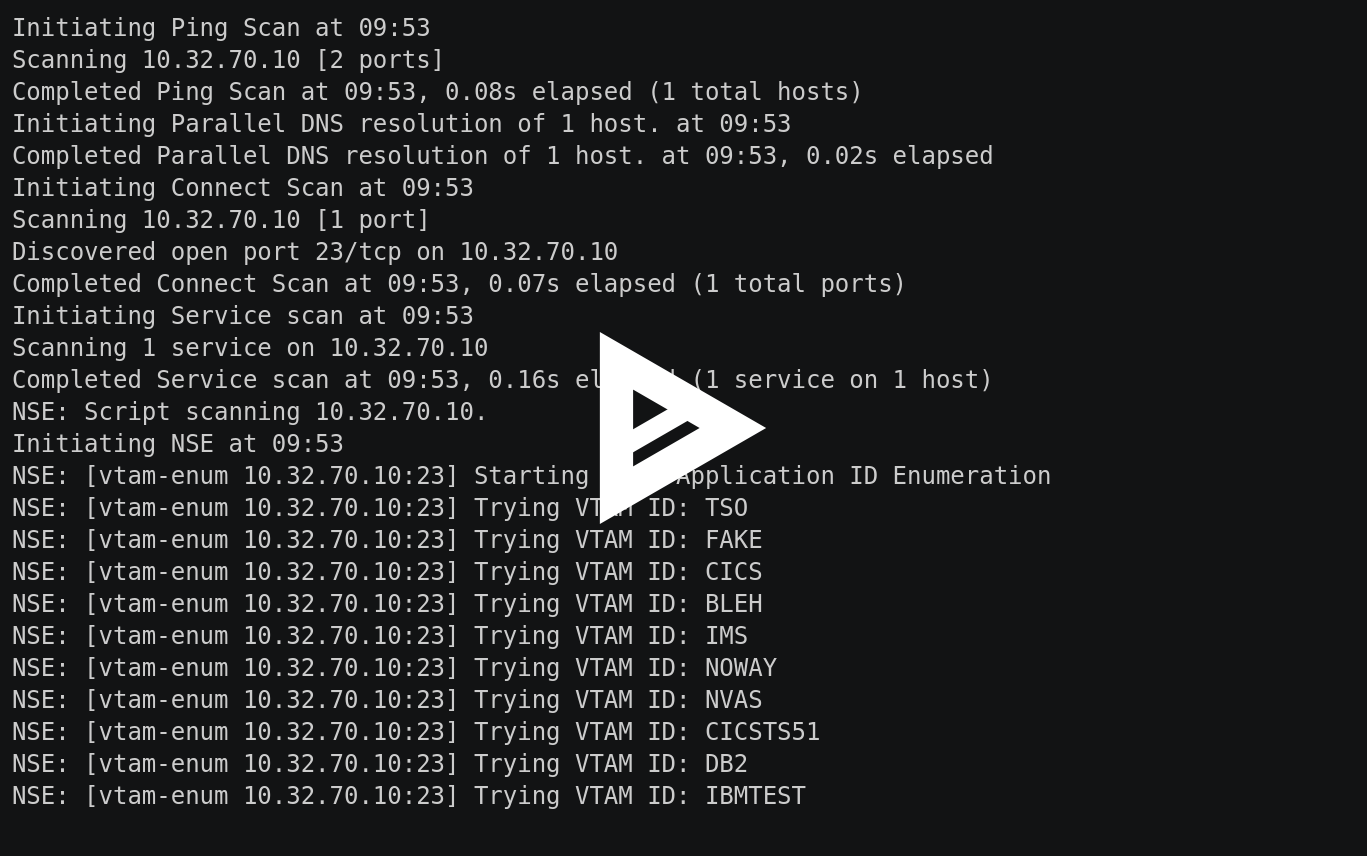 Initiating Ping Scan at 09:53
Scanning 10.32.70.10 [2 ports]
Completed Ping Scan at 09:53, 0.08s elapsed (1 total hosts)
Initiating Parallel DNS resolution of 1 host. at 09:53
Completed Parallel DNS resolution of 1 host. at 09:53, 0.02s elapsed
Initiating Connect Scan at 09:53
Scanning 10.32.70.10 [1 port]
Discovered open port 23/tcp on 10.32.70.10
Completed Connect Scan at 09:53, 0.07s elapsed (1 total ports)
Initiating Service scan at 09:53
Scanning 1 service on 10.32.70.10
Completed Service scan at 09:53, 0.16s elapsed (1 service on 1 host)
NSE: Script scanning 10.32.70.10.
Initiating NSE at 09:53
NSE: [vtam-enum 10.32.70.10:23] Starting Application ID Enumeration
NSE: [vtam-enum 10.32.70.10:23] Trying VTAM ID: TSO
NSE: [vtam-enum 10.32.70.10:23] Trying VTAM ID: FAKE
NSE: [vtam-enum 10.32.70.10:23] Trying VTAM ID: CICS
NSE: [vtam-enum 10.32.70.10:23] Trying VTAM ID: BLEH
NSE: [vtam-enum 10.32.70.10:23] Trying VTAM ID: IMS
NSE: [vtam-enum 10.32.70.10:23] Trying VTAM ID: NOWAY
NSE: [vtam-enum 10.32.70.10:23] Trying VTAM ID: NVAS
NSE: [vtam-enum 10.32.70.10:23] Trying VTAM ID: CICSTS51
NSE: [vtam-enum 10.32.70.10:23] Trying VTAM ID: DB2
NSE: [vtam-enum 10.32.70.10:23] Trying VTAM ID: IBMTEST